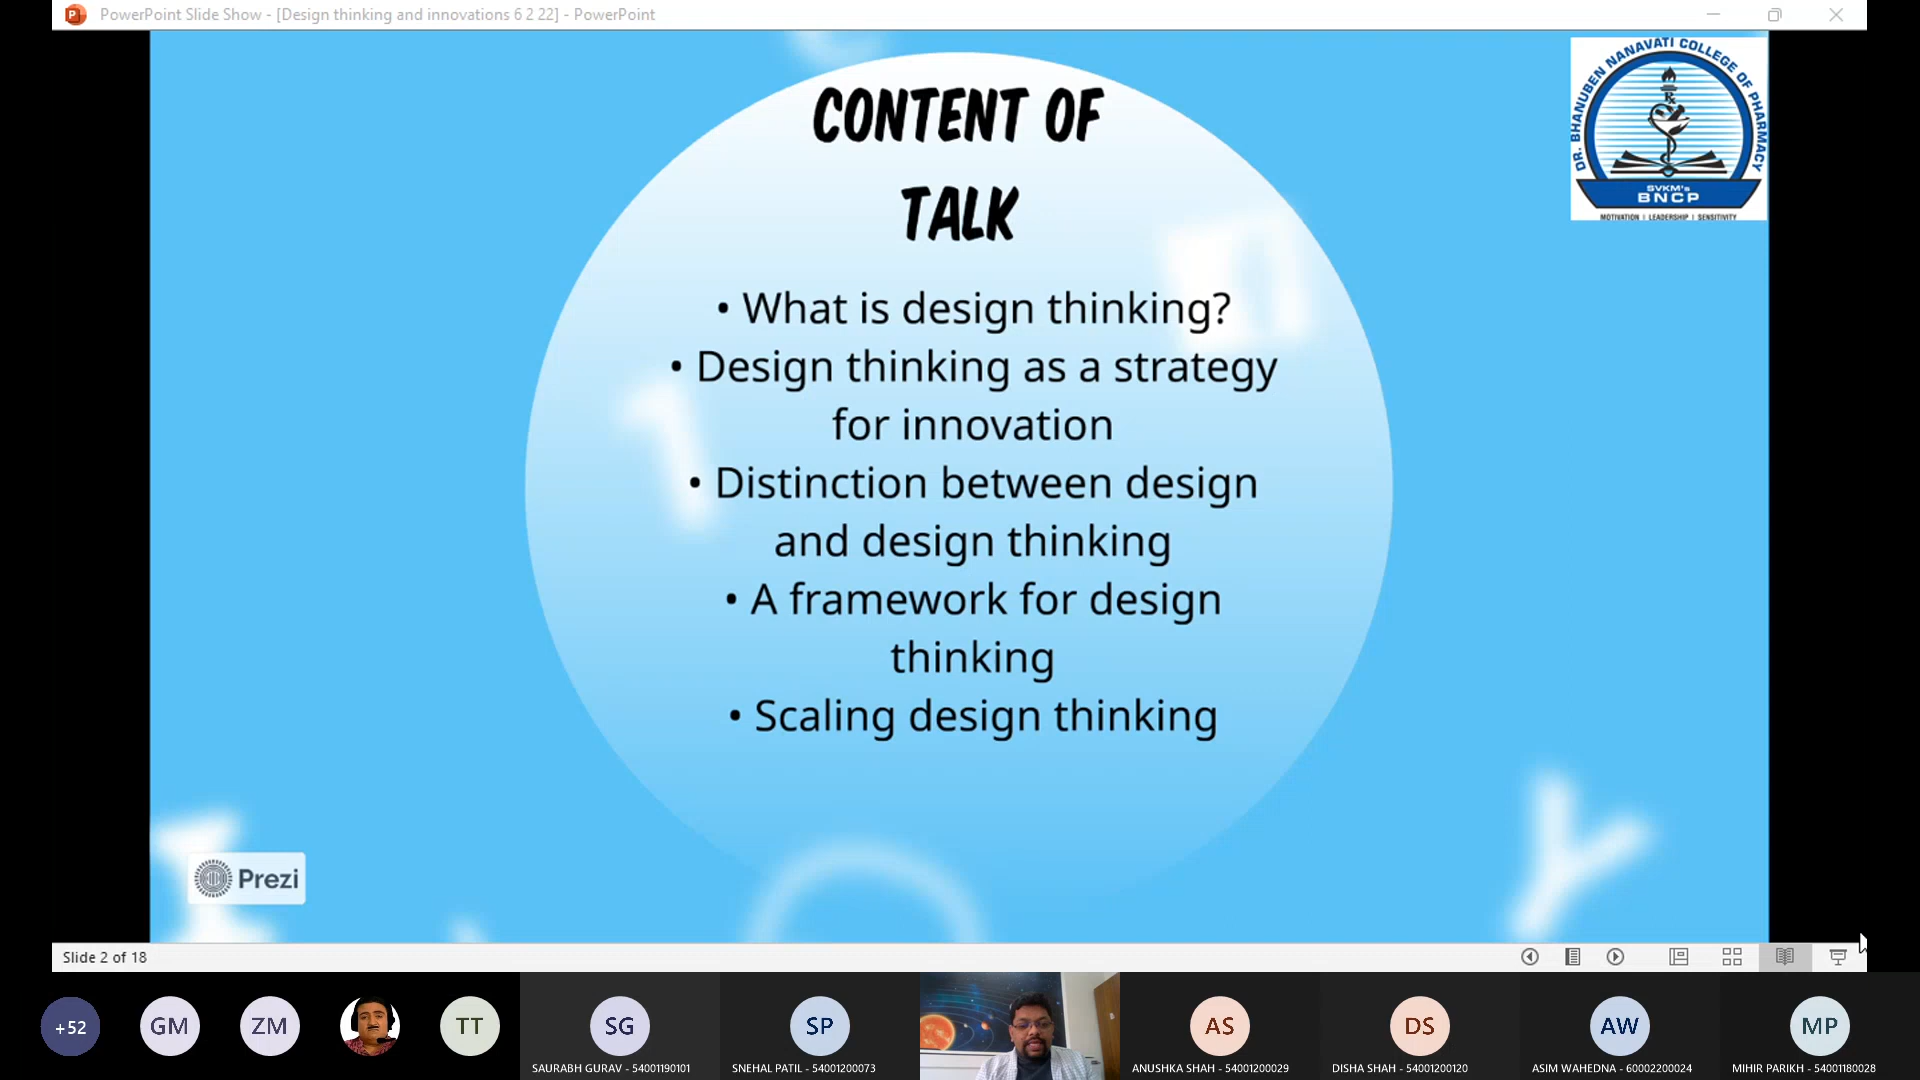 PowerPoint Slide Show - [Design thinking and innovations 6 2 22] - PowerPoint
DR. BHANUBEN NANAVATI COLLEGE OF PHARMACY
Rx
SVKM's
BNCP
MOTIVATION | LEADERSHIP | SENSITIVITY
CONTENT OF
TALK
• What is design thinking?
• Design thinking as a strategy
for innovation
• Distinction between design
and design thinking
• A framework for design
thinking
• Scaling design thinking
Prezi
Slide 2 of 18
+52
GM
ZM
TT
SG
SAURABH GURAV - 54001190101
SP
SNEHAL PATIL - 54001200073
AS
ANUSHKA SHAH - 54001200029
DS
DISHA SHAH - 54001200120
AW
ASIM WAHEDNA - 60002200024
MP
MIHIR PARIKH - 54001180028